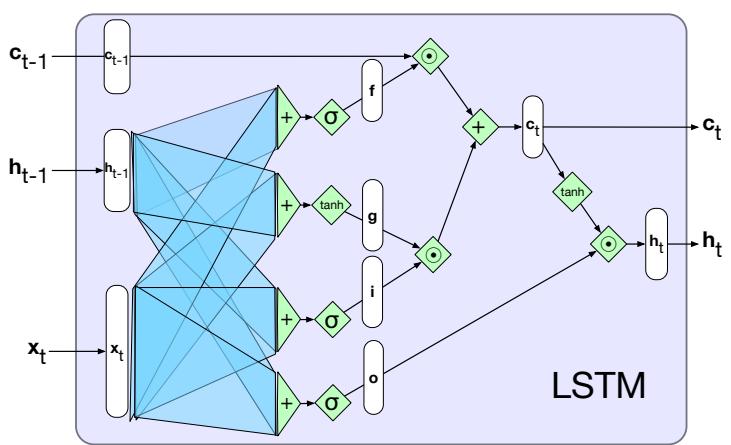 c_{t-1} c_{t-1}
f
+ σ
+ c_t c_t
h_{t-1} h_{t-1}
+ tanh g tanh
h_t h_t
i
+ σ
x_t x_t
o
+ σ
LSTM